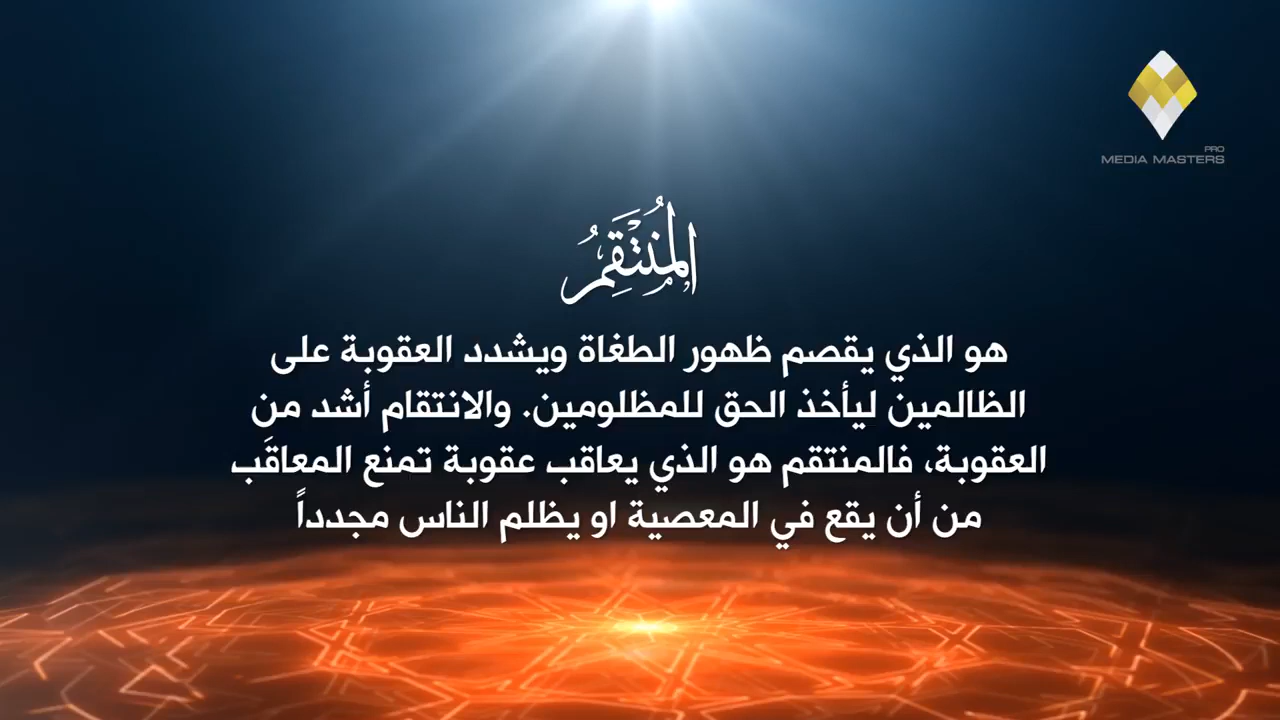 PRO
MEDIA MASTERS
المُنْتَقِمُ
هو الذي يقصم ظهور الطغاة ويشدد العقوبة على
الظالمين ليأخذ الحق للمظلومين. والانتقام أشد من
العقوبة، فالمنتقم هو الذي يعاقب عقوبة تمنع المعاقَب
من أن يقع في المعصية او يظلم الناس مجدداً